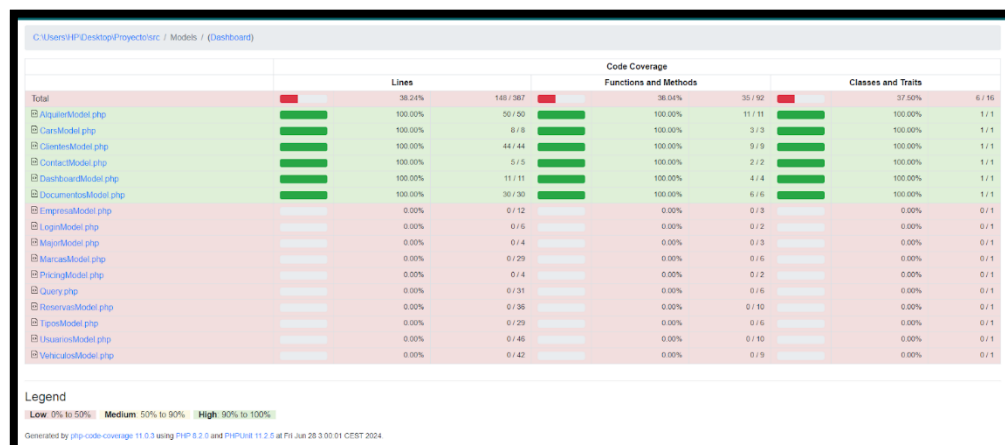 C:\Users\HP\Desktop\Proyecto\src / Models / (Dashboard)
Code Coverage
Lines Functions and Methods Classes and Traits
Total 38.24% 148 / 387 38.04% 35 / 92 37.50% 6 / 16
AlquilerModel.php 100.00% 50 / 50 100.00% 11 / 11 100.00% 1 / 1
CarsModel.php 100.00% 8 / 8 100.00% 3 / 3 100.00% 1 / 1
ClientesModel.php 100.00% 44 / 44 100.00% 9 / 9 100.00% 1 / 1
ContactModel.php 100.00% 5 / 5 100.00% 2 / 2 100.00% 1 / 1
DashboardModel.php 100.00% 11 / 11 100.00% 4 / 4 100.00% 1 / 1
DocumentosModel.php 100.00% 30 / 30 100.00% 6 / 6 100.00% 1 / 1
EmpresaModel.php 0.00% 0 / 12 0.00% 0 / 3 0.00% 0 / 1
LoginModel.php 0.00% 0 / 6 0.00% 0 / 2 0.00% 0 / 1
MajorModel.php 0.00% 0 / 4 0.00% 0 / 3 0.00% 0 / 1
MarcasModel.php 0.00% 0 / 29 0.00% 0 / 6 0.00% 0 / 1
PricingModel.php 0.00% 0 / 4 0.00% 0 / 2 0.00% 0 / 1
Query.php 0.00% 0 / 31 0.00% 0 / 6 0.00% 0 / 1
ReservasModel.php 0.00% 0 / 36 0.00% 0 / 10 0.00% 0 / 1
TiposModel.php 0.00% 0 / 29 0.00% 0 / 6 0.00% 0 / 1
UsuariosModel.php 0.00% 0 / 46 0.00% 0 / 10 0.00% 0 / 1
VehiculosModel.php 0.00% 0 / 42 0.00% 0 / 9 0.00% 0 / 1
Legend
Low: 0% to 50% Medium: 50% to 90% High: 90% to 100%
Generated by php-code-coverage 11.0.3 using PHP 8.2.0 and PHPUnit 11.2.5 at Fri Jun 28 3:00:01 CEST 2024.